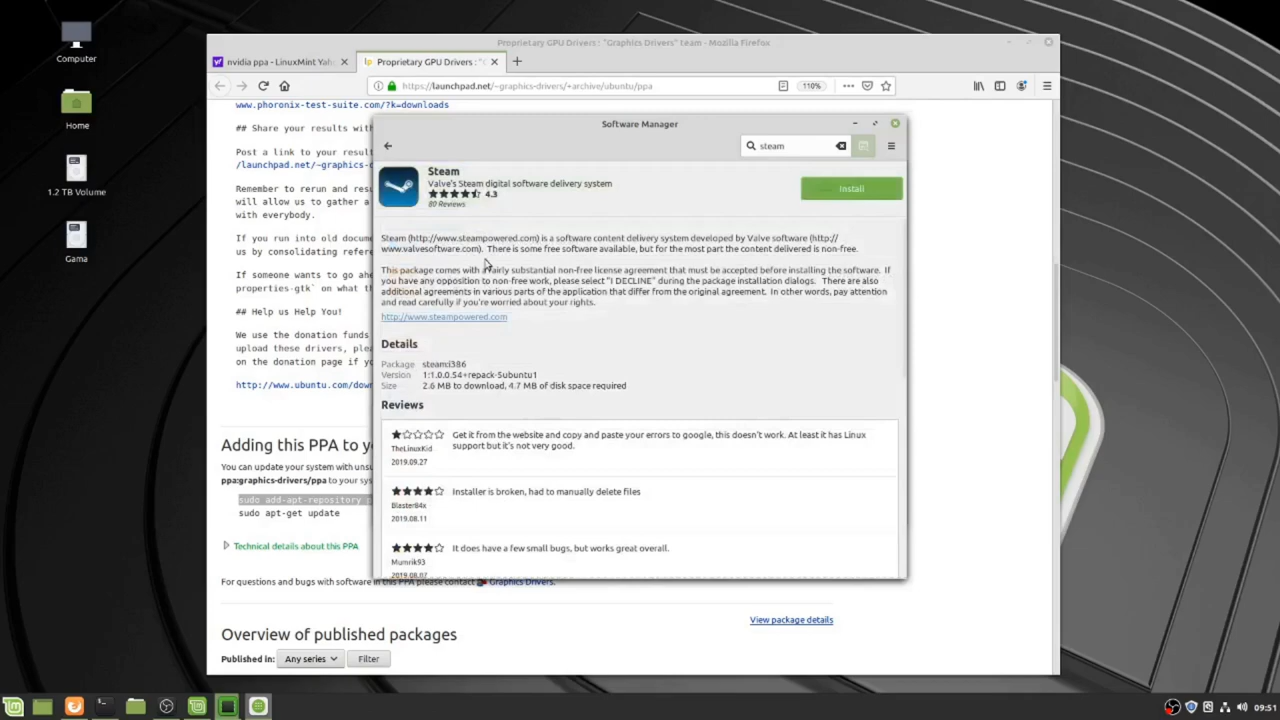 Computer
Home
1.2 TB Volume
Gama
Proprietary GPU Drivers : "Graphics Drivers" team - Mozilla Firefox
nvidia ppa - LinuxMint Yah
Proprietary GPU Drivers : "G
https://launchpad.net/~graphics-drivers/+archive/ubuntu/ppa
110%
www.phoronix-test-suite.com/?k=downloads
## Share your results with
Post a link to your result
/launchpad.net/~graphics-d
Remember to rerun and resu
will allow us to gather a
with everybody.
If you run into old docume
us by consolidating refere
If someone wants to go ahe
properties-gtk` on what th
## Help us Help You!
We use the donation funds
upload these drivers, plea
on the donation page if yo
http://www.ubuntu.com/down
Adding this PPA to yo
You can update your system with unsu
ppa:graphics-drivers/ppa to your sys
sudo add-apt-repository p
sudo apt-get update
Technical details about this PPA
For questions and bugs with software in this PPA please contact Graphics Drivers.
View package details
Overview of published packages
Published in: Any series Filter
Software Manager
steam
Steam
Valve's Steam digital software delivery system
4.3
80 Reviews
Install
Steam (http://www.steampowered.com) is a software content delivery system developed by Valve software (http://
www.valvesoftware.com). There is some free software available, but for the most part the content delivered is non-free.
This package comes with a fairly substantial non-free license agreement that must be accepted before installing the software. If
you have any opposition to non-free work, please select "I DECLINE" during the package installation dialogs. There are also
additional agreements in various parts of the application that differ from the original agreement. In other words, pay attention
and read carefully if you're worried about your rights.
http://www.steampowered.com
Details
Package steam:i386
Version 1:1.0.0.54+repack-5ubuntu1
Size 2.6 MB to download, 4.7 MB of disk space required
Reviews
Get it from the website and copy and paste your errors to google, this doesn't work. At least it has Linux
support but it's not very good.
TheLinuxKid
2019.09.27
Installer is broken, had to manually delete files
Blaster84x
2019.08.11
It does have a few small bugs, but works great overall.
Mumrik93
2019.08.07
09:51